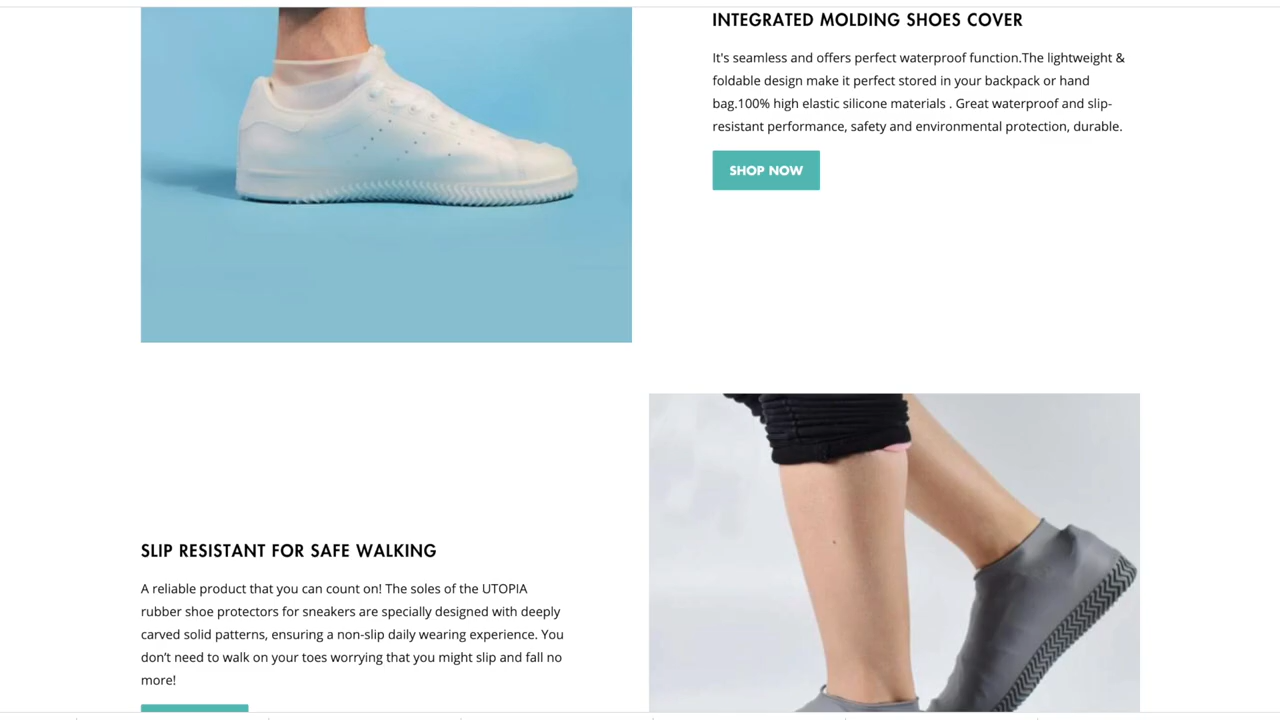 INTEGRATED MOLDING SHOES COVER
It's seamless and offers perfect waterproof function.The lightweight &
foldable design make it perfect stored in your backpack or hand
bag.100% high elastic silicone materials . Great waterproof and slip-
resistant performance, safety and environmental protection, durable.
SHOP NOW
SLIP RESISTANT FOR SAFE WALKING
A reliable product that you can count on! The soles of the UTOPIA
rubber shoe protectors for sneakers are specially designed with deeply
carved solid patterns, ensuring a non-slip daily wearing experience. You
don’t need to walk on your toes worrying that you might slip and fall no
more!